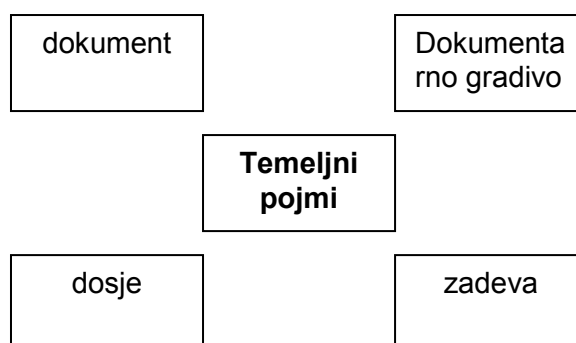 dokument
Dokumenta
rno gradivo
Temeljni
pojmi
dosje
zadeva